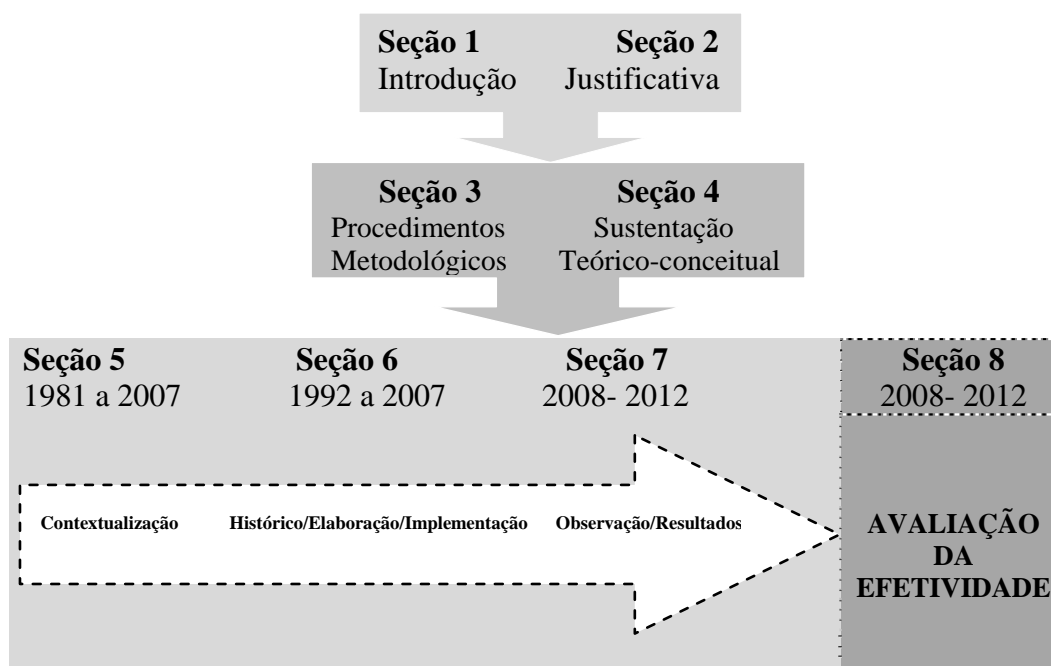 Seção 1 Seção 2
Introdução Justificativa
Seção 3 Seção 4
Procedimentos Sustentação
Metodológicos Teórico-conceitual
Seção 5 Seção 6 Seção 7 Seção 8
1981 a 2007 1992 a 2007 2008- 2012 2008- 2012
Contextualização Histórico/Elaboração/Implementação Observação/Resultados
AVALIAÇÃO
DA
EFETIVIDADE